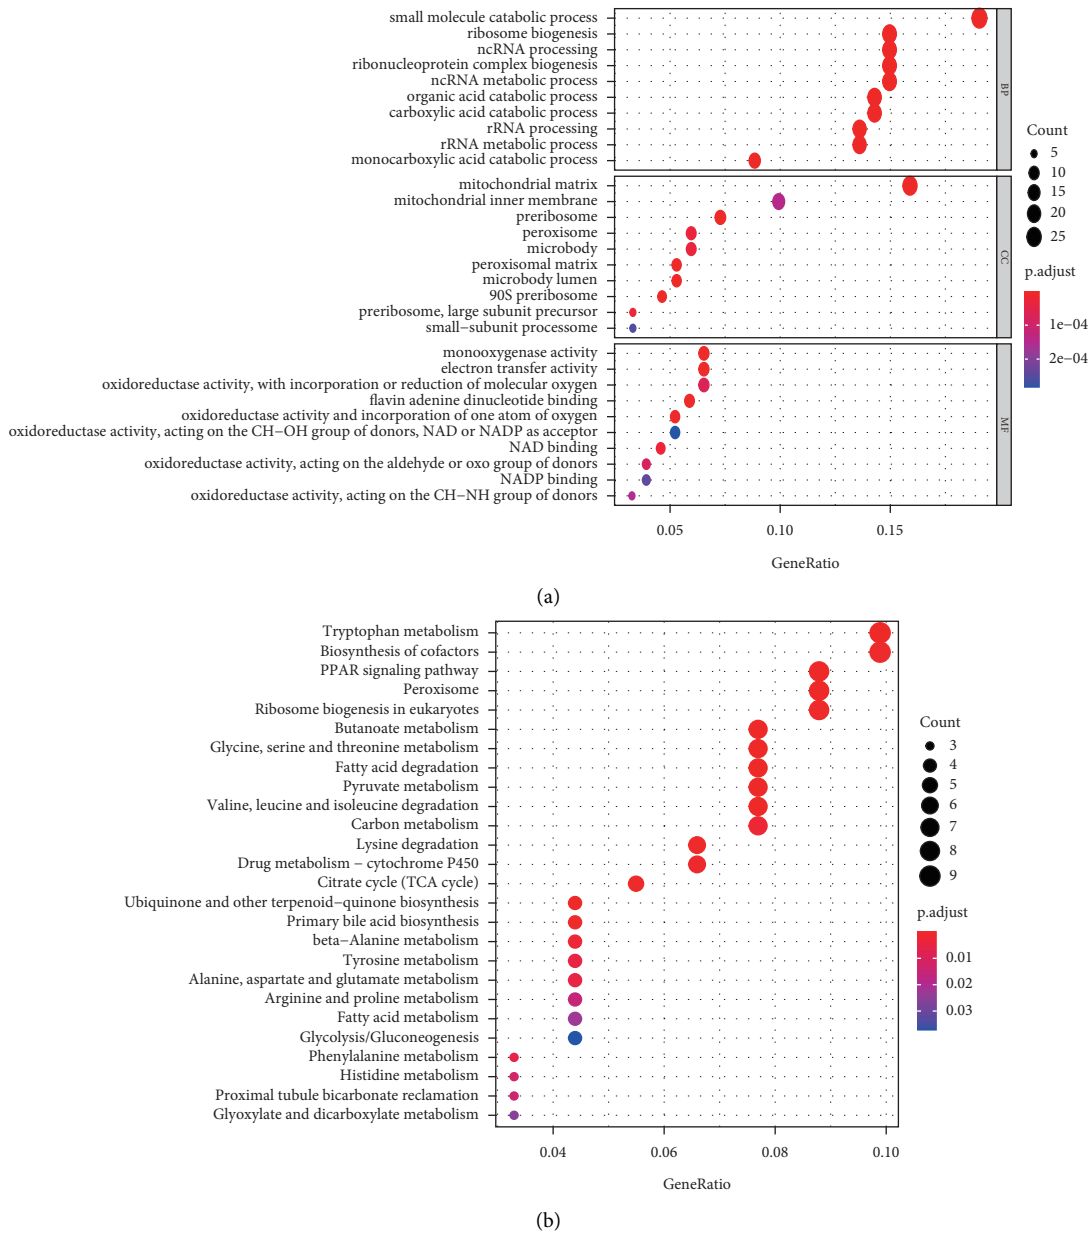 small molecule catabolic process
ribosome biogenesis
ncRNA processing
ribonucleoprotein complex biogenesis
ncRNA metabolic process
organic acid catabolic process
carboxylic acid catabolic process
rRNA processing
rRNA metabolic process
monocarboxylic acid catabolic process
BP
mitochondrial matrix
mitochondrial inner membrane
preribosome
peroxisome
microbody
peroxisomal matrix
microbody lumen
90S preribosome
preribosome, large subunit precursor
small−subunit processome
CC
monooxygenase activity
electron transfer activity
oxidoreductase activity, with incorporation or reduction of molecular oxygen
flavin adenine dinucleotide binding
oxidoreductase activity and incorporation of one atom of oxygen
oxidoreductase activity, acting on the CH−OH group of donors, NAD or NADP as acceptor
NAD binding
oxidoreductase activity, acting on the aldehyde or oxo group of donors
NADP binding
oxidoreductase activity, acting on the CH−NH group of donors
MF
0.05 0.10 0.15
GeneRatio
Count
5
10
15
20
25
p.adjust
1e−04
2e−04
(a)
Tryptophan metabolism
Biosynthesis of cofactors
PPAR signaling pathway
Peroxisome
Ribosome biogenesis in eukaryotes
Butanoate metabolism
Glycine, serine and threonine metabolism
Fatty acid degradation
Pyruvate metabolism
Valine, leucine and isoleucine degradation
Carbon metabolism
Lysine degradation
Drug metabolism − cytochrome P450
Citrate cycle (TCA cycle)
Ubiquinone and other terpenoid−quinone biosynthesis
Primary bile acid biosynthesis
beta−Alanine metabolism
Tyrosine metabolism
Alanine, aspartate and glutamate metabolism
Arginine and proline metabolism
Fatty acid metabolism
Glycolysis/Gluconeogenesis
Phenylalanine metabolism
Histidine metabolism
Proximal tubule bicarbonate reclamation
Glyoxylate and dicarboxylate metabolism
0.04 0.06 0.08 0.10
GeneRatio
Count
3
4
5
6
7
8
9
p.adjust
0.01
0.02
0.03
(b)